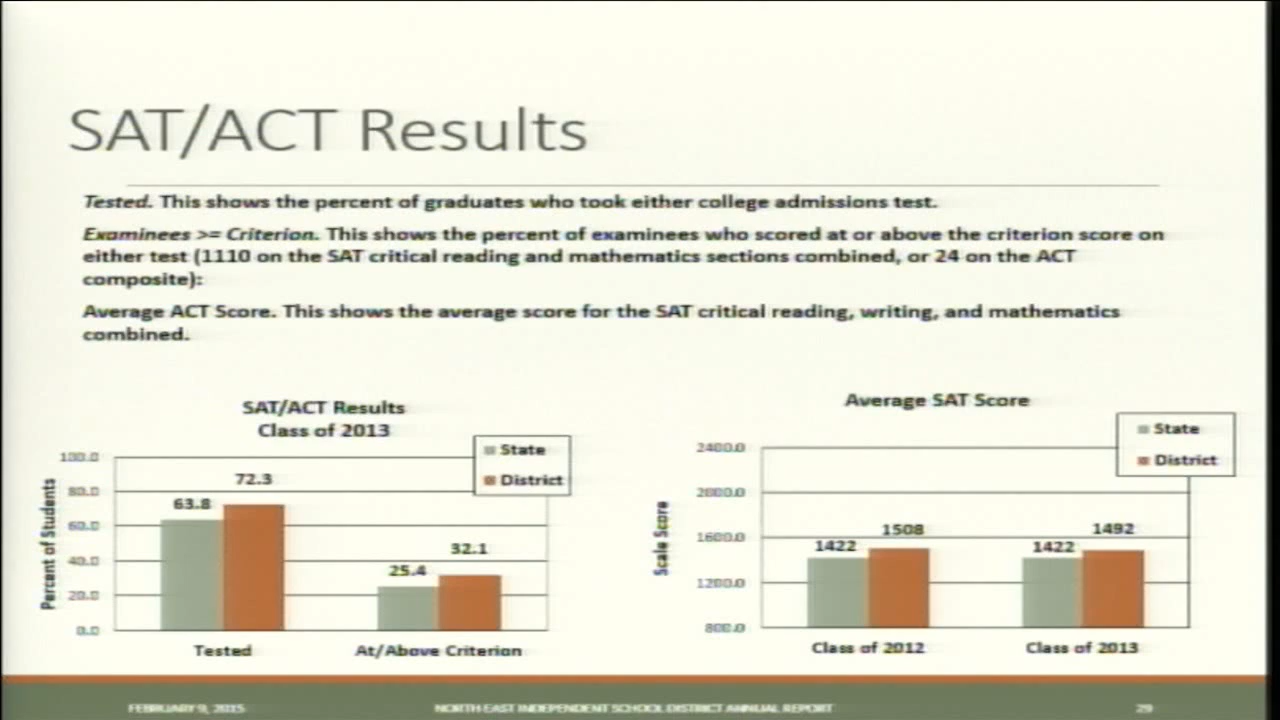 SAT/ACT Results
Tested. This shows the percent of graduates who took either college admissions test.
Examinees >= Criterion. This shows the percent of examinees who scored at or above the criterion score on
either test (1110 on the SAT critical reading and mathematics sections combined, or 24 on the ACT
composite):
Average ACT Score. This shows the average score for the SAT critical reading, writing, and mathematics
combined.
SAT/ACT Results
Class of 2013
State
District
Percent of Students
100.0
80.0
60.0
40.0
20.0
0.0
63.8
72.3
25.4
32.1
Tested
At/Above Criterion
Average SAT Score
State
District
Scale Score
2400.0
2000.0
1600.0
1200.0
800.0
1422
1508
1422
1492
Class of 2012
Class of 2013
FEBRUARY 9, 2015
NORTH EAST INDEPENDENT SCHOOL DISTRICT ANNUAL REPORT
29